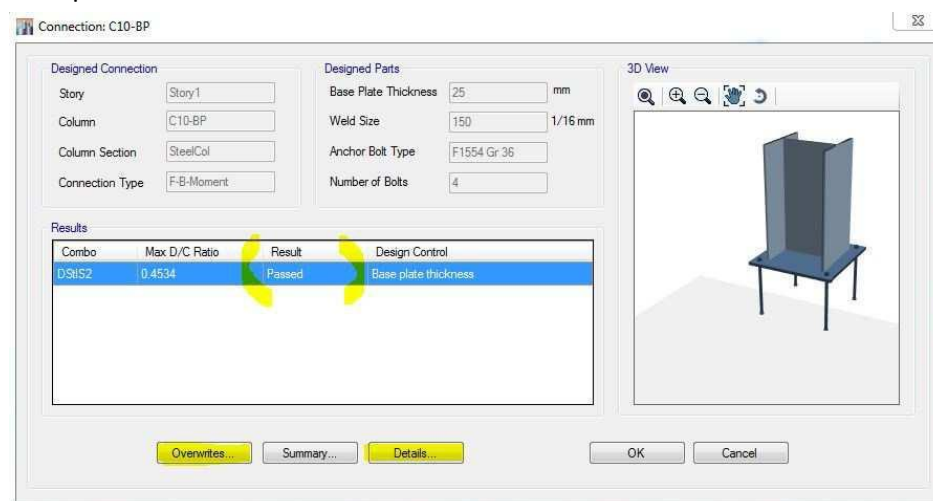 Connection: C10-BP
Designed Connection
Story Story1
Column C10-BP
Column Section SteelCol
Connection Type F-B-Moment
Designed Parts
Base Plate Thickness 25 mm
Weld Size 150 1/16 mm
Anchor Bolt Type F1554 Gr 36
Number of Bolts 4
3D View
Results
Combo Max D/C Ratio Result Design Control
DStlS2 0.4534 Passed Base plate thickness
Overwrites... Summary... Details... OK Cancel